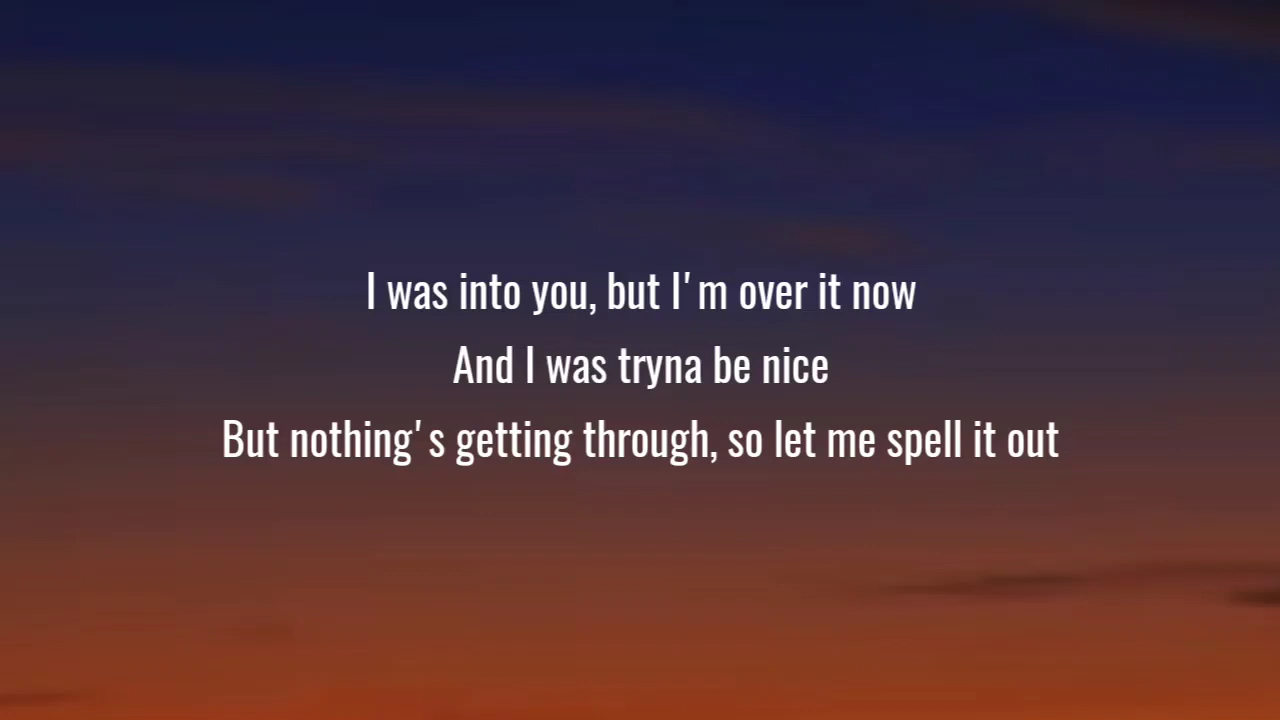 I was into you, but I'm over it now
And I was tryna be nice
But nothing's getting through, so let me spell it out